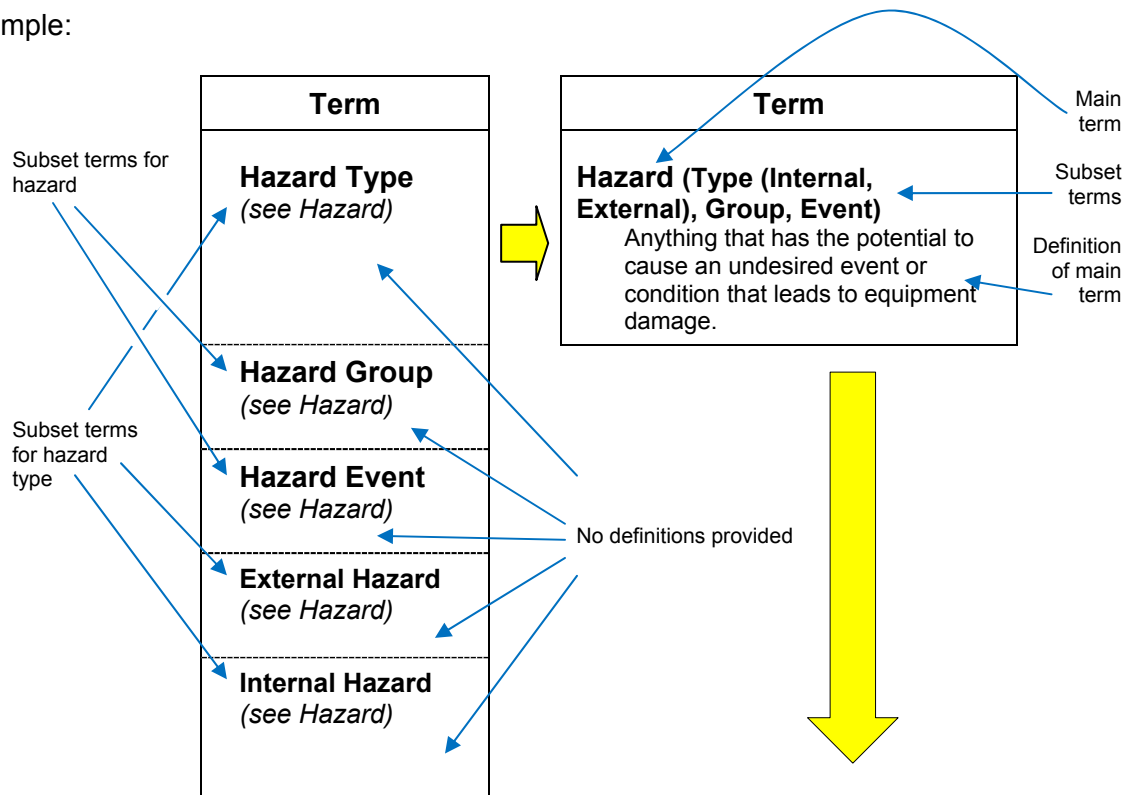 mple:
Term
Subset terms for
hazard
Hazard Type
(see Hazard)
Hazard Group
(see Hazard)
Subset terms
for hazard
type
Hazard Event
(see Hazard)
External Hazard
(see Hazard)
Internal Hazard
(see Hazard)
No definitions provided
Term
Hazard (Type (Internal,
External), Group, Event)
Anything that has the potential to
cause an undesired event or
condition that leads to equipment
damage.
Main
term
Subset
terms
Definition
of main
term